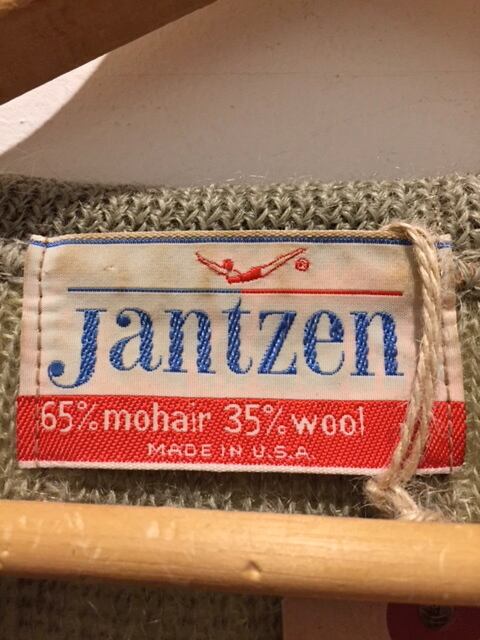 Jantzen
65% mohair 35% wool
MADE IN U.S.A.